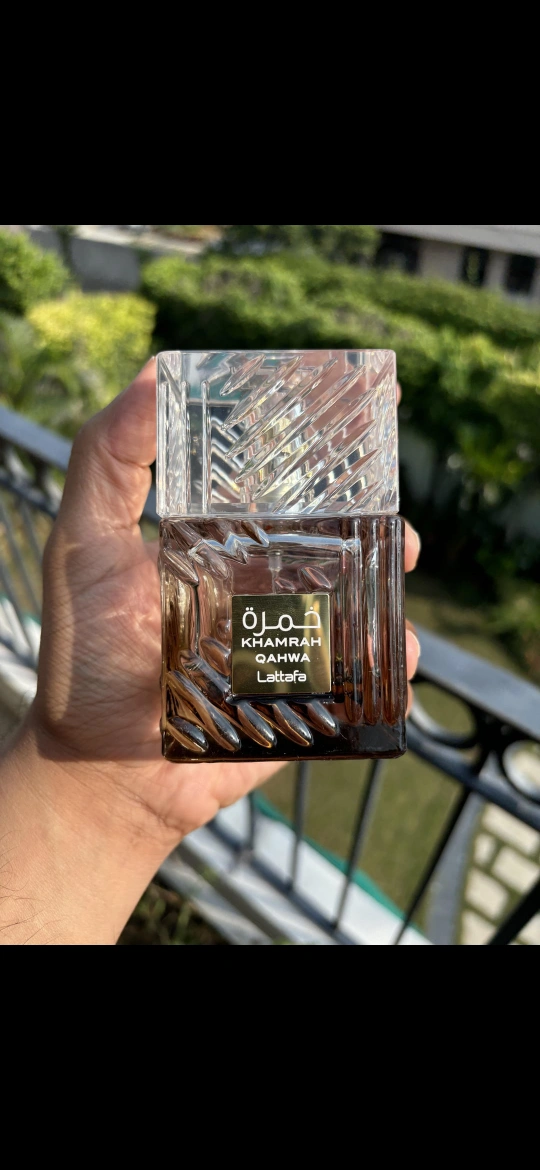 خمرة
KHAMRAH
QAHWA
Lattafa